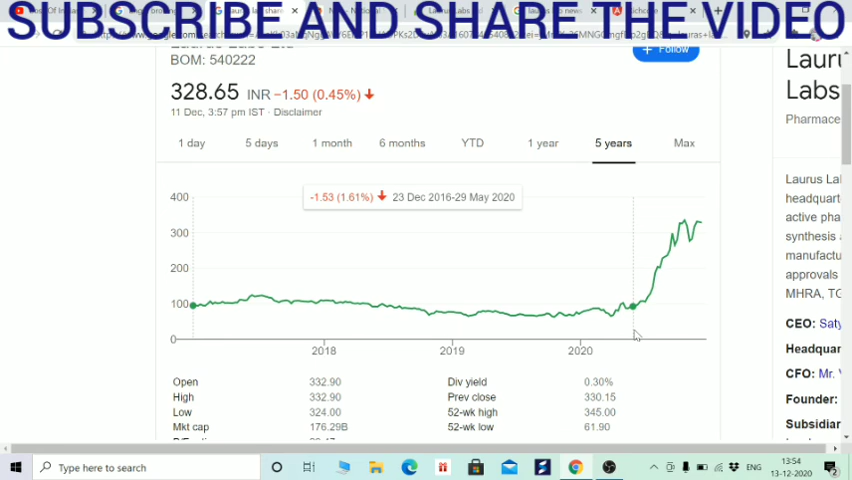 SUBSCRIBE AND SHARE THE VIDEO
BOM: 540222
Follow
328.65 INR −1.50 (0.45%)
11 Dec, 3:57 pm IST · Disclaimer
1 day 5 days 1 month 6 months YTD 1 year 5 years Max
-1.53 (1.61%) 23 Dec 2016-29 May 2020
400
300
200
100
0
2018 2019 2020
Open 332.90 Div yield 0.30%
High 332.90 Prev close 330.15
Low 324.00 52-wk high 345.00
Mkt cap 176.29B 52-wk low 61.90
Lauru
Labs
Pharmace
Laurus La
headquart
active pha
synthesis
manufactu
approvals
MHRA, TG
CEO: Saty
Headquar
CFO: Mr.
Founder:
Subsidiar
Type here to search
ENG
13:54
13-12-2020
2